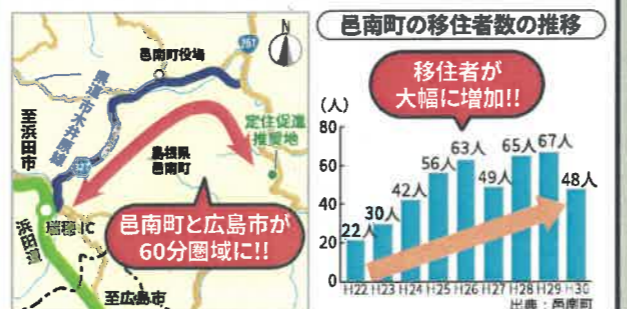 N
邑南町役場
261
県道市木井原線
至浜田市
定住促進
推奨地
島根県
邑南町
瑞穂IC
浜田道
邑南町と広島市が
60分圏域に!!
至広島市
邑南町の移住者数の推移
移住者が
大幅に増加!!
(人)
80
60
40
20
0
22人
30人
42人
56人
63人
49人
65人
67人
48人
H22 H23 H24 H25 H26 H27 H28 H29 H30
出典：邑南町